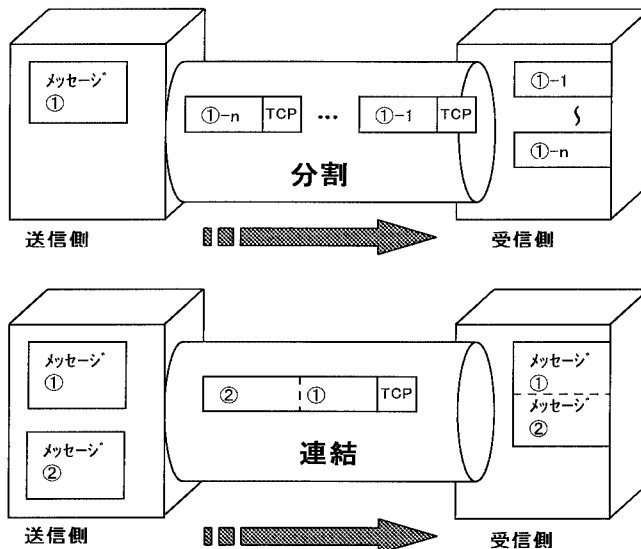 メッセージ
①
①-n
TCP
...
①-1
TCP
分割
①-1
∫
①-n
送信側
受信側
メッセージ
①
メッセージ
②
②
①
TCP
連結
メッセージ
①
メッセージ
②
送信側
受信側